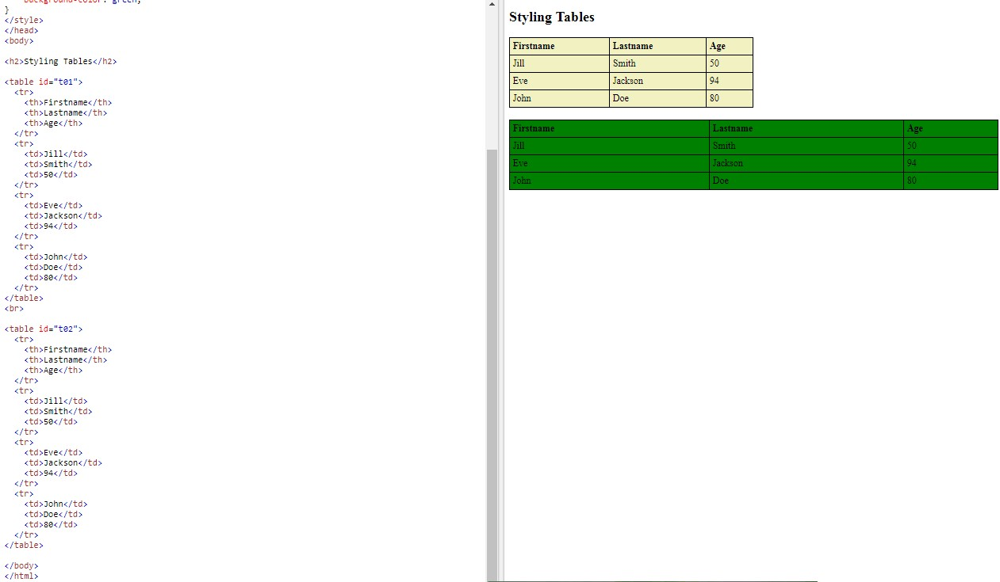 background-color: green;
}
</style>
</head>
<body>
<h2>Styling Tables</h2>
<table id="t01">
<tr>
<th>Firstname</th>
<th>Lastname</th>
<th>Age</th>
</tr>
<tr>
<td>Jill</td>
<td>Smith</td>
<td>50</td>
</tr>
<tr>
<td>Eve</td>
<td>Jackson</td>
<td>94</td>
</tr>
<tr>
<td>John</td>
<td>Doe</td>
<td>80</td>
</tr>
</table>
<br>
<table id="t02">
<tr>
<th>Firstname</th>
<th>Lastname</th>
<th>Age</th>
</tr>
<tr>
<td>Jill</td>
<td>Smith</td>
<td>50</td>
</tr>
<tr>
<td>Eve</td>
<td>Jackson</td>
<td>94</td>
</tr>
<tr>
<td>John</td>
<td>Doe</td>
<td>80</td>
</tr>
</table>
</body>
</html>
Styling Tables
Firstname Lastname Age
Jill Smith 50
Eve Jackson 94
John Doe 80
Firstname Lastname Age
Jill Smith 50
Eve Jackson 94
John Doe 80